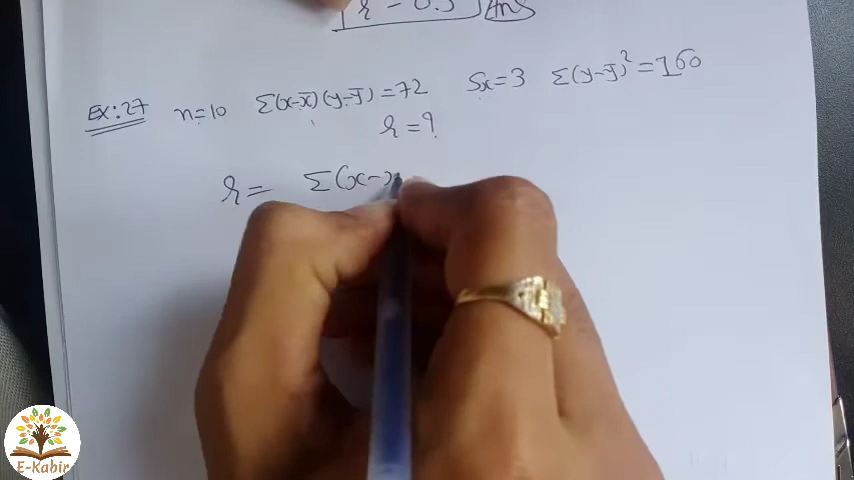 r = 0.5 Ans
Ex:27 n=10 Σ(x-x̅)(y-y̅)=72 Sx=3 Σ(y-y̅)²=160
r=?
r= Σ(x-x
E-Kabir